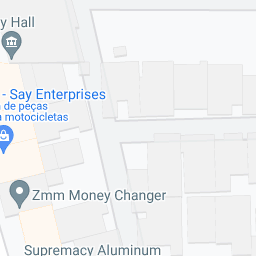 y Hall
- Say Enterprises
a de peças
motocicletas
Zmm Money Changer
Supremacy Aluminum